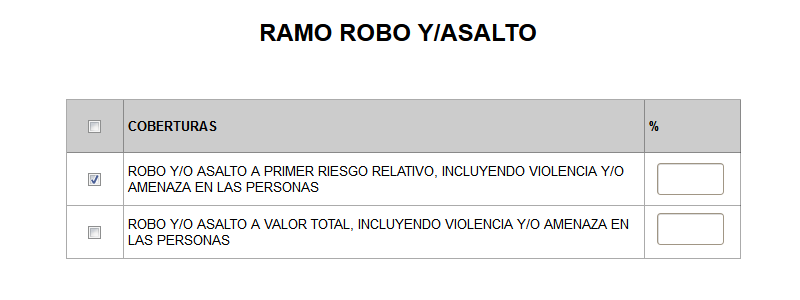 RAMO ROBO Y/ASALTO
COBERTURAS
%
ROBO Y/O ASALTO A PRIMER RIESGO RELATIVO, INCLUYENDO VIOLENCIA Y/O
AMENAZA EN LAS PERSONAS
ROBO Y/O ASALTO A VALOR TOTAL, INCLUYENDO VIOLENCIA Y/O AMENAZA EN
LAS PERSONAS